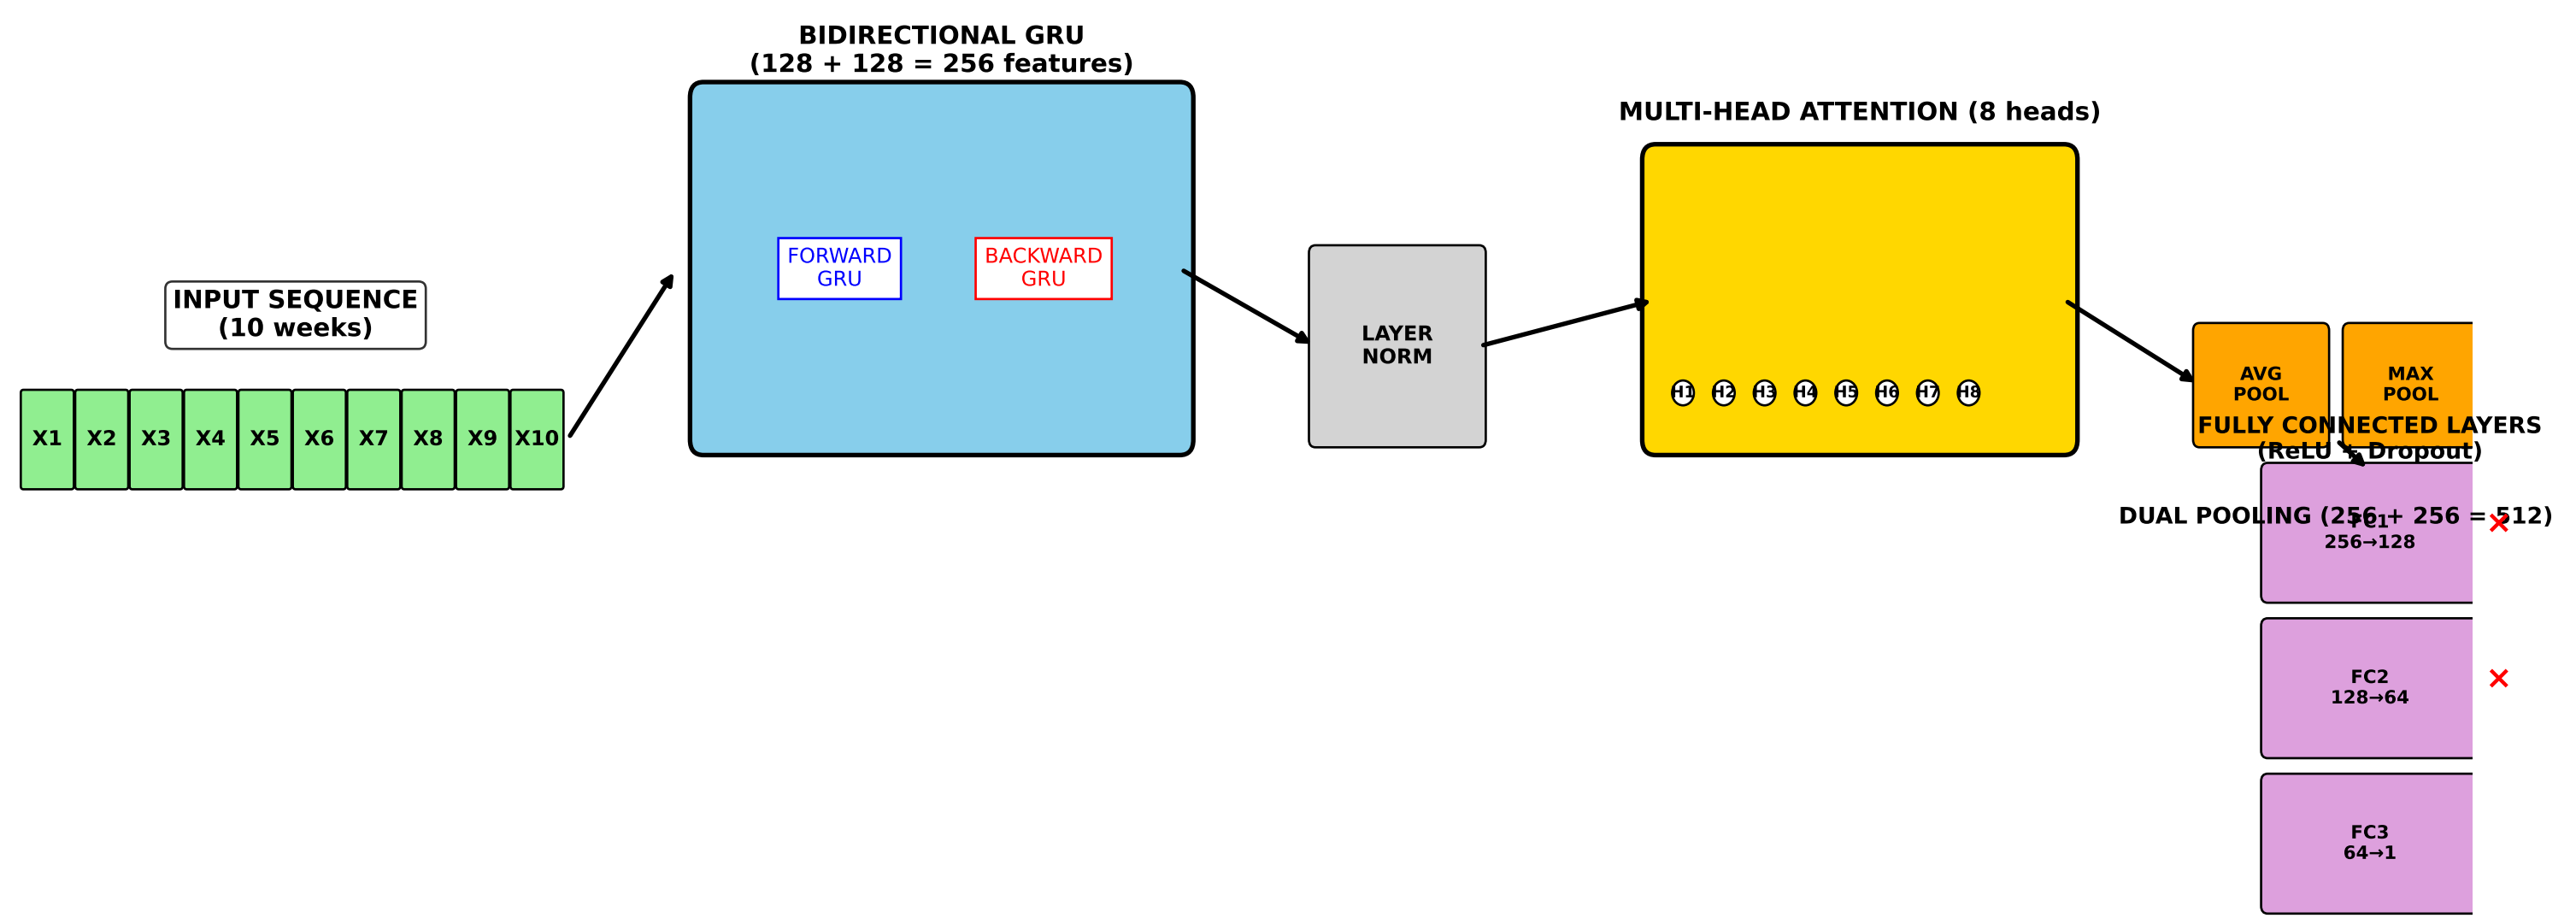 BIDIRECTIONAL GRU
(128 + 128 = 256 features)
MULTI-HEAD ATTENTION (8 heads)
INPUT SEQUENCE
(10 weeks)
X1 X2 X3 X4 X5 X6 X7 X8 X9 X10
FORWARD
GRU
BACKWARD
GRU
LAYER
NORM
H1 H2 H3 H4 H5 H6 H7 H8
AVG
POOL
MAX
POOL
FULLY CONNECTED LAYERS
(ReLU + Dropout)
DUAL POOLING (256 + 256 = 512)
FC1
256→128
FC2
128→64
FC3
64→1